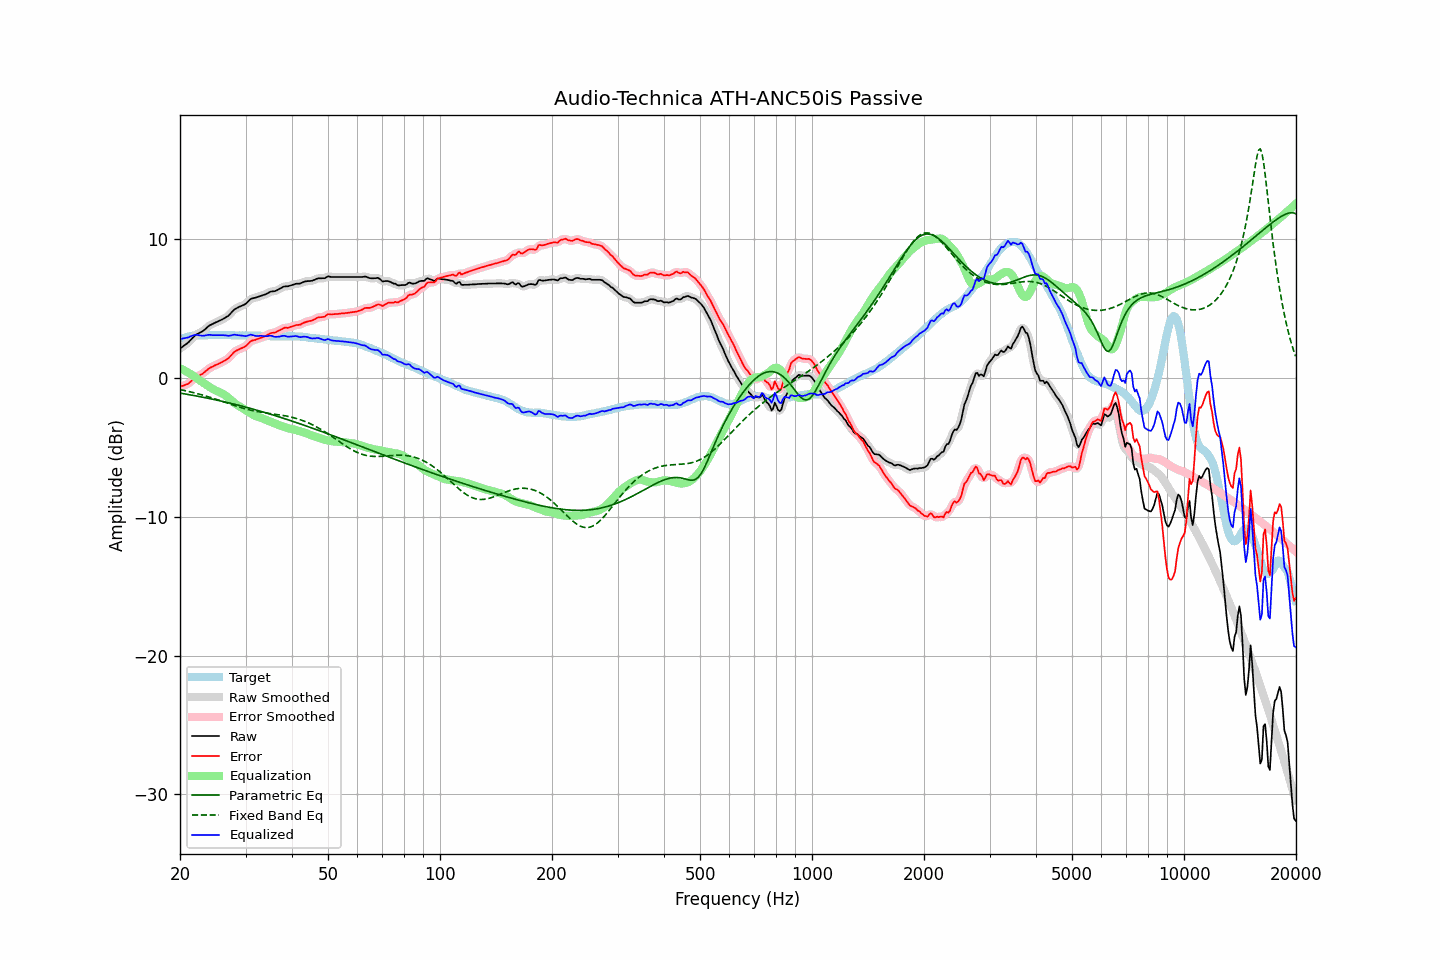 Audio-Technica ATH-ANC50iS Passive
Amplitude (dBr)
10
0
−10
−20
−30
Target
Raw Smoothed
Error Smoothed
Raw
Error
Equalization
Parametric Eq
Fixed Band Eq
Equalized
20 50 100 200 500 1000 2000 5000 10000 20000
Frequency (Hz)